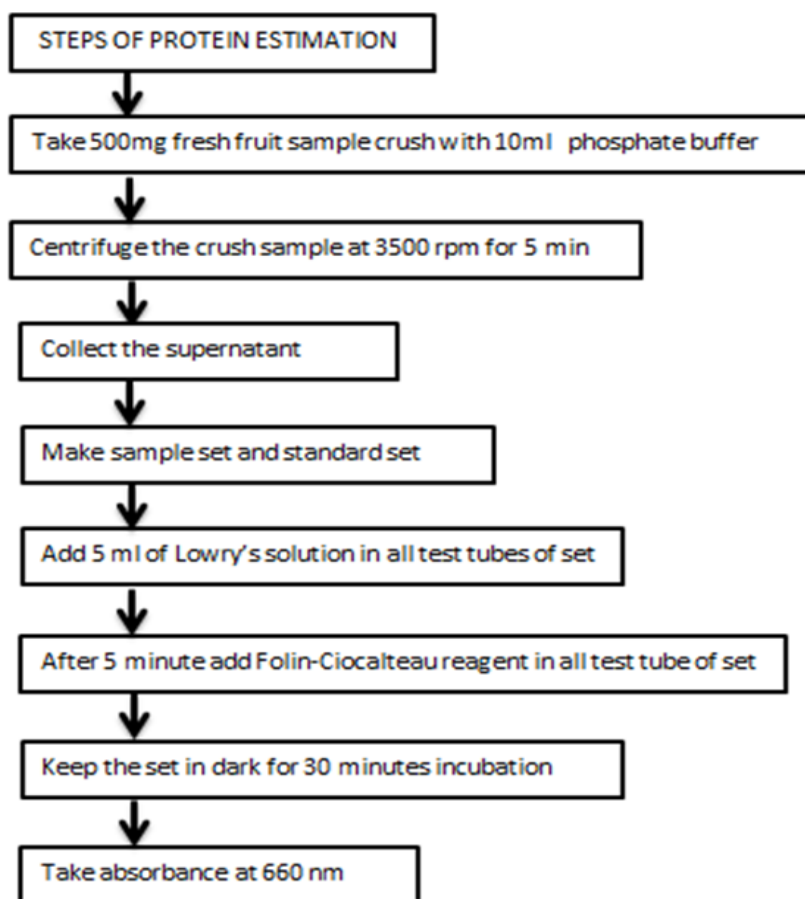 STEPS OF PROTEIN ESTIMATION
Take 500mg fresh fruit sample crush with 10ml phosphate buffer
Centrifuge the crush sample at 3500 rpm for 5 min
Collect the supernatant
Make sample set and standard set
Add 5 ml of Lowry's solution in all test tubes of set
After 5 minute add Folin-Ciocalteau reagent in all test tube of set
Keep the set in dark for 30 minutes incubation
Take absorbance at 660 nm